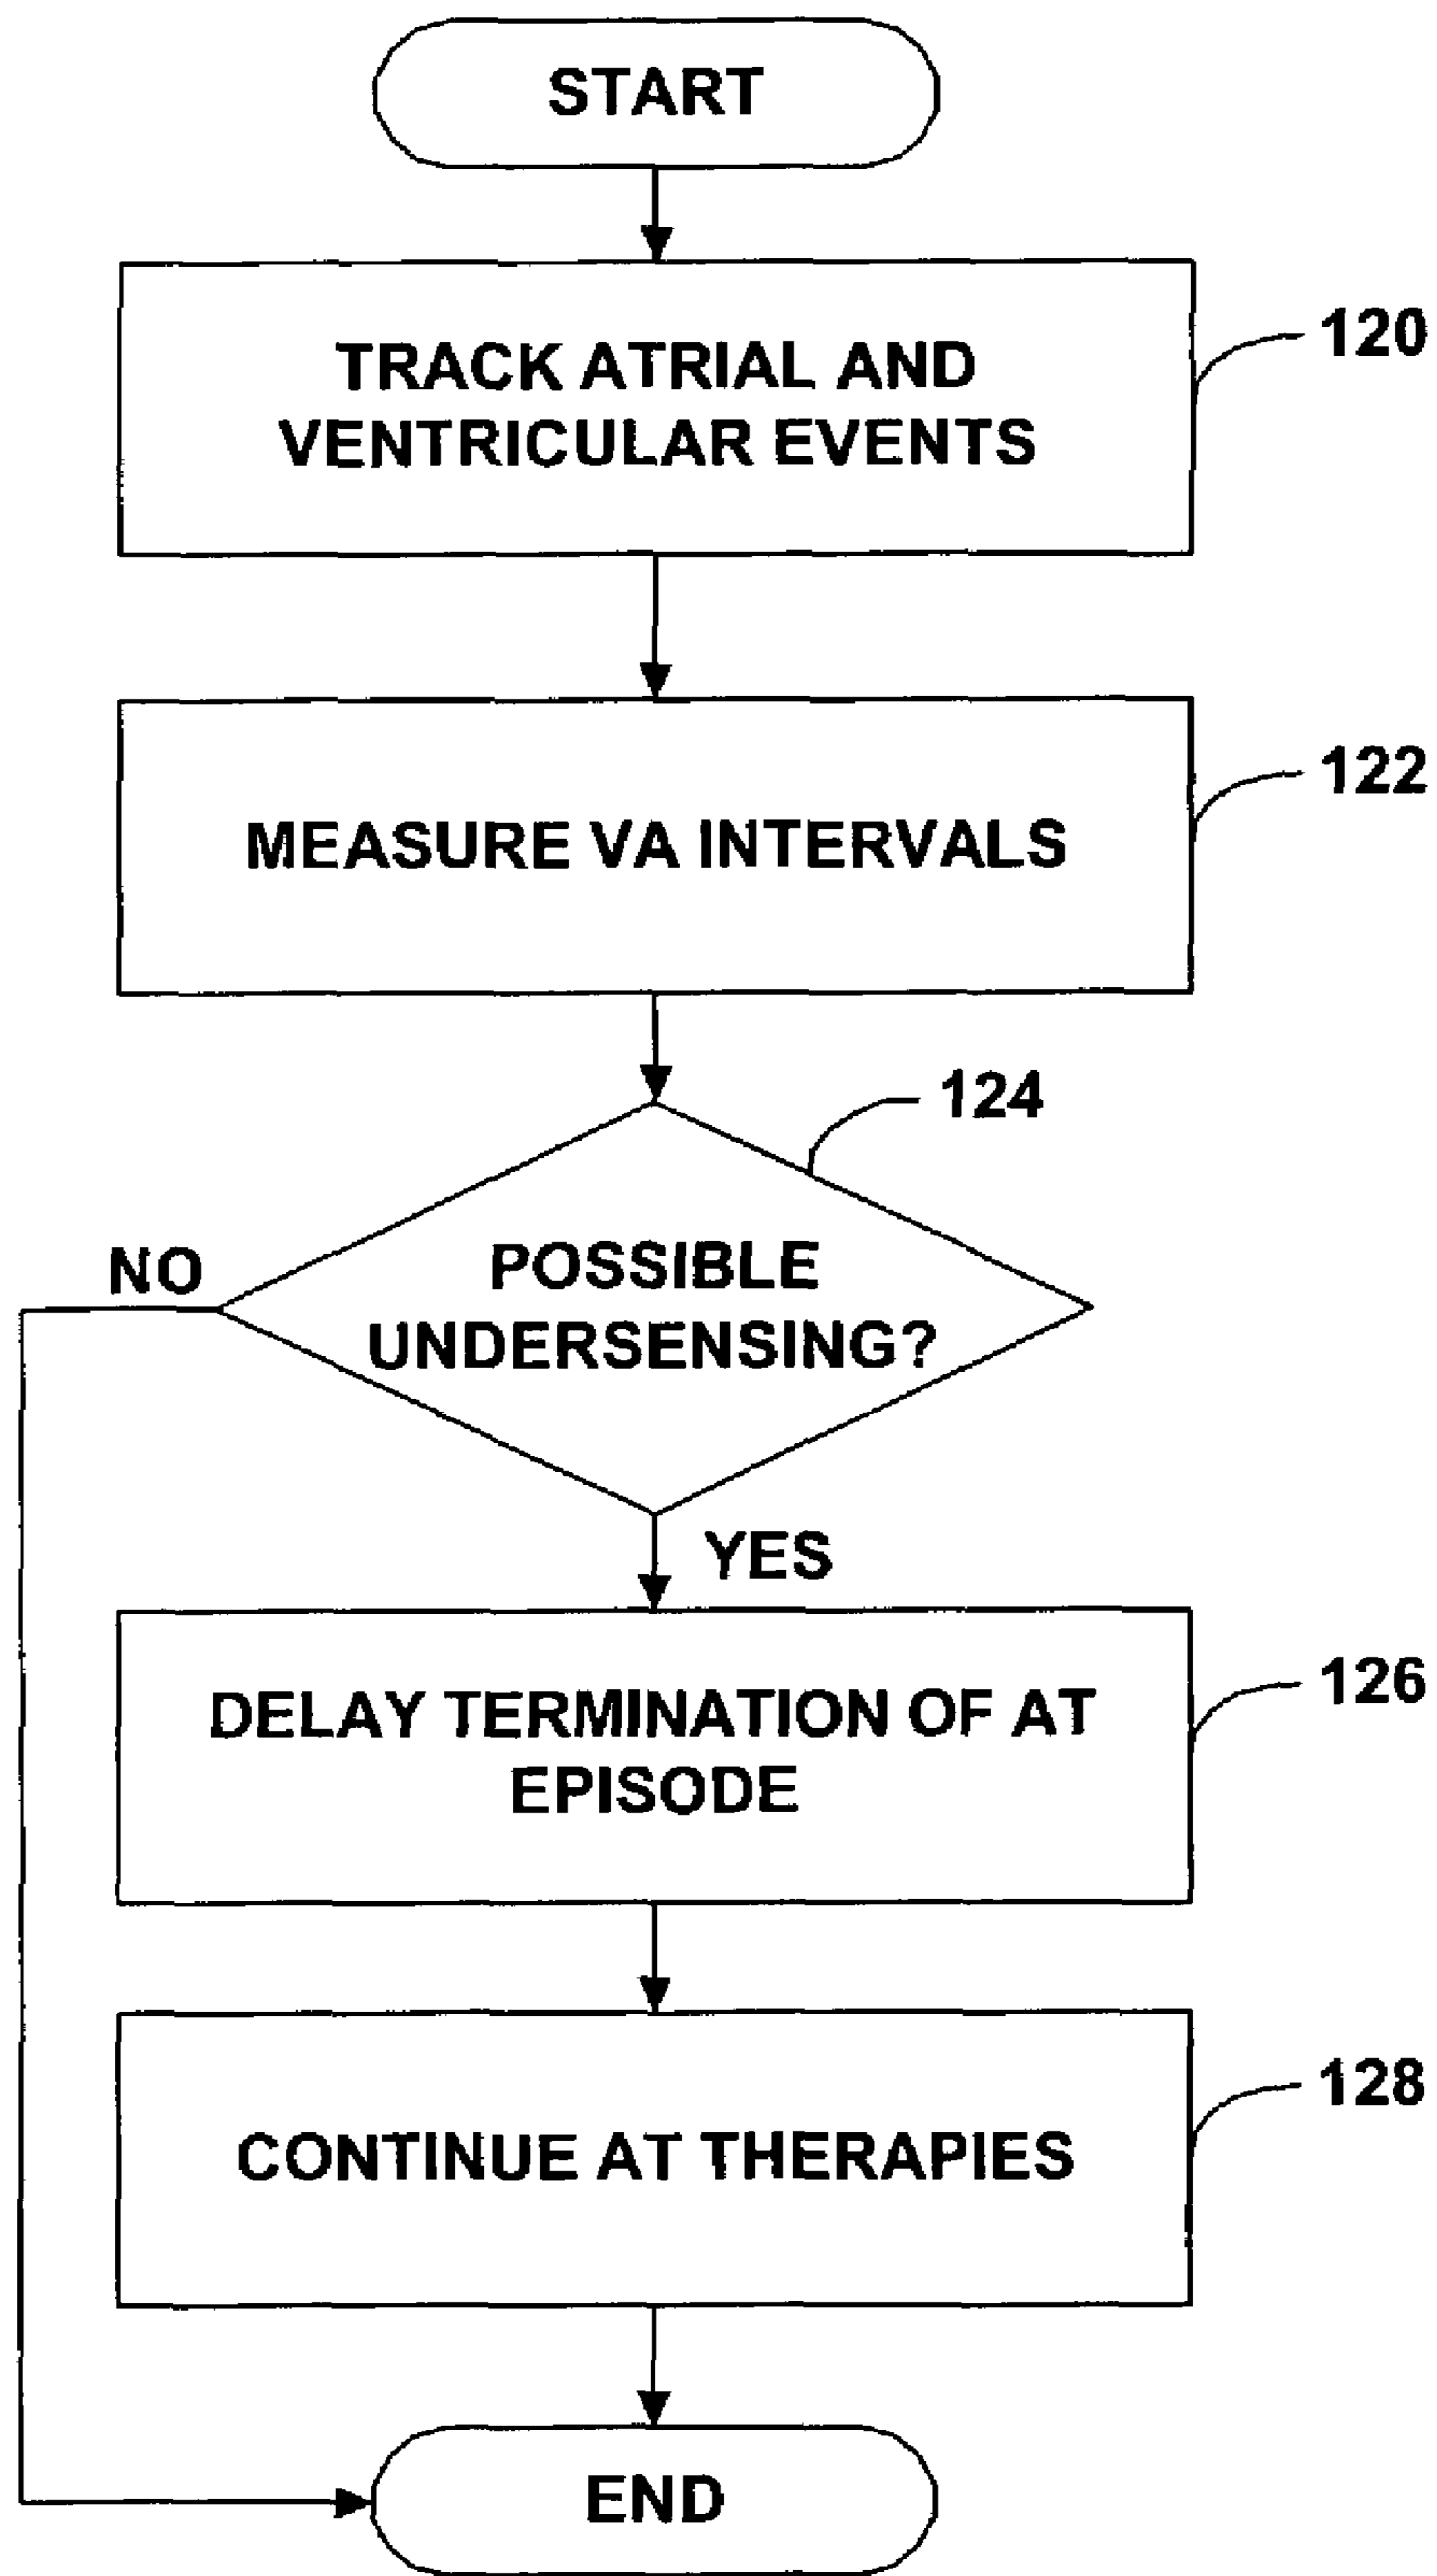 START
TRACK ATRIAL AND
VENTRICULAR EVENTS
120
MEASURE VA INTERVALS
122
124
POSSIBLE
UNDERSENSING?
NO
YES
DELAY TERMINATION OF AT
EPISODE
126
CONTINUE AT THERAPIES
128
END